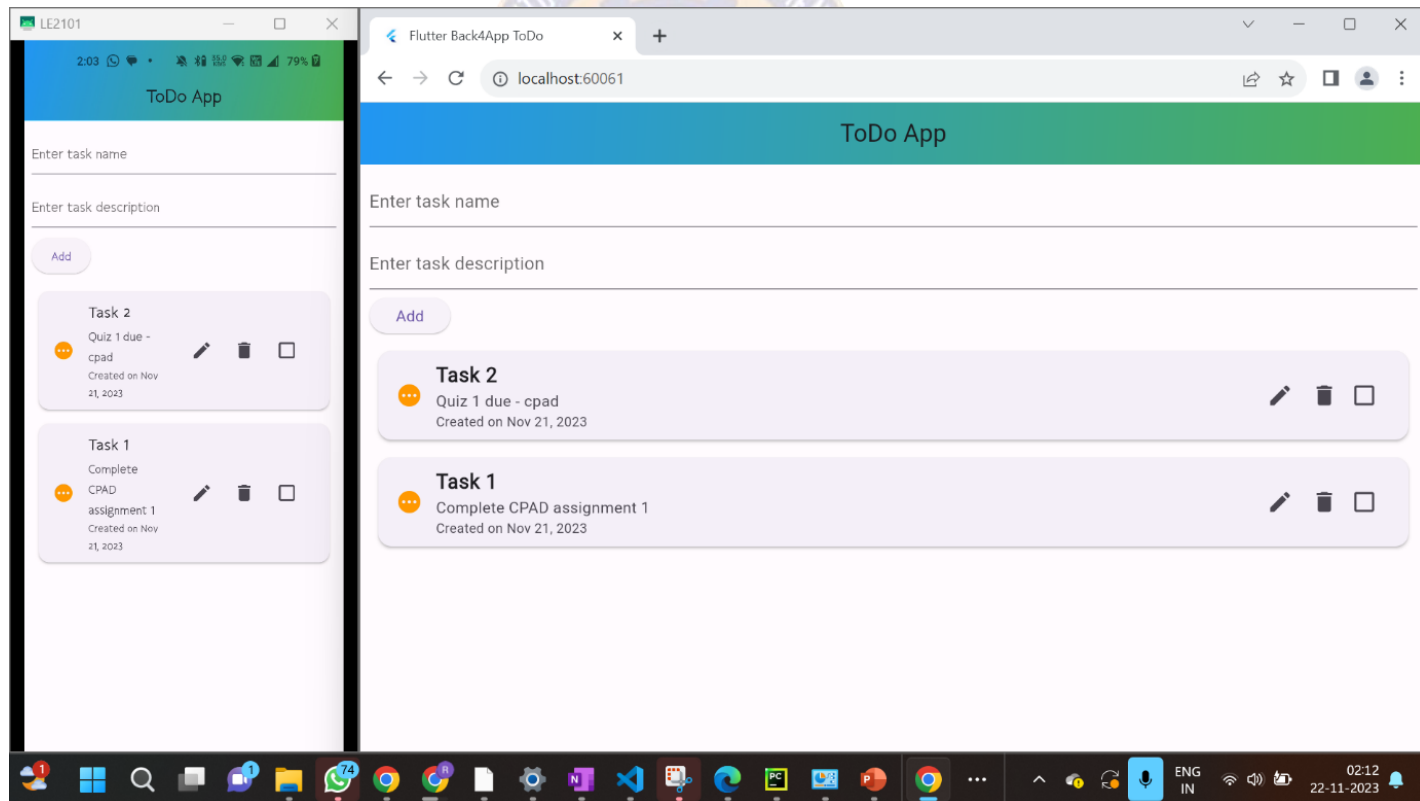 LE2101
2:03 79%
ToDo App
Enter task name
Enter task description
Add
Task 2
Quiz 1 due -
cpad
Created on Nov
21, 2023
Task 1
Complete
CPAD
assignment 1
Created on Nov
21, 2023
Flutter Back4App ToDo
localhost:60061
ToDo App
Enter task name
Enter task description
Add
Task 2
Quiz 1 due - cpad
Created on Nov 21, 2023
Task 1
Complete CPAD assignment 1
Created on Nov 21, 2023
1
1
74
R
N
PC
P
ENG
IN
02:12
22-11-2023